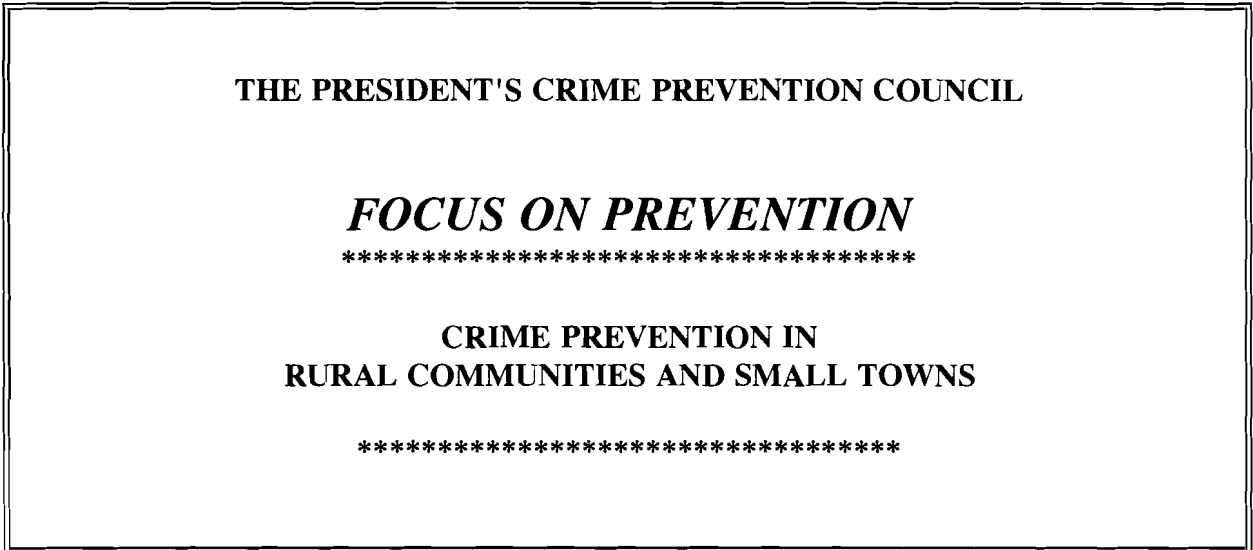 THE PRESIDENT'S CRIME PREVENTION COUNCIL
FOCUS ON PREVENTION
************************************
CRIME PREVENTION IN
RURAL COMMUNITIES AND SMALL TOWNS
**********************************